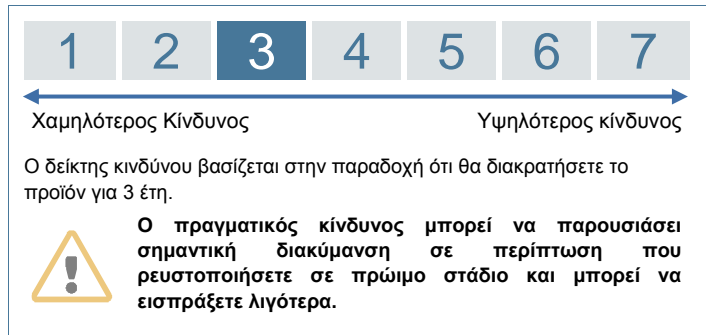 1 2 3 4 5 6 7
Χαμηλότερος Κίνδυνος Υψηλότερος κίνδυνος
Ο δείκτης κινδύνου βασίζεται στην παραδοχή ότι θα διακρατήσετε το
προϊόν για 3 έτη.
Ο πραγματικός κίνδυνος μπορεί να παρουσιάσει
σημαντική διακύμανση σε περίπτωση που
ρευστοποιήσετε σε πρώιμο στάδιο και μπορεί να
εισπράξετε λιγότερα.